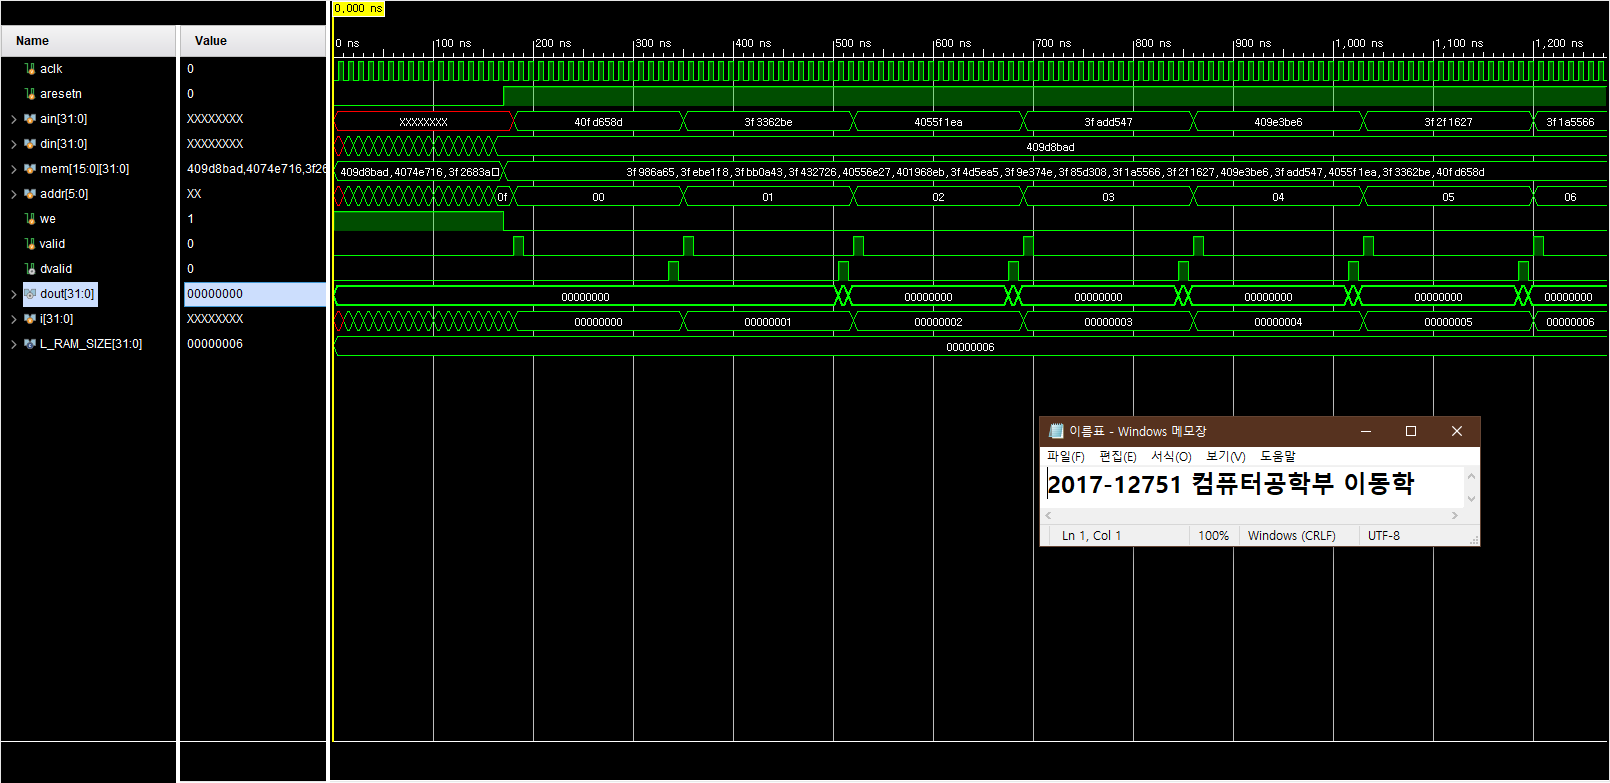 0,000 ns
Name Value
0 ns 100 ns 200 ns 300 ns 400 ns 500 ns 600 ns 700 ns 800 ns 900 ns 1,000 ns 1,100 ns 1,200 ns
aclk 0
aresetn 0
ain[31:0] XXXXXXXX XXXXXXXX 40fd658d 3f3362be 4055f1ea 3fadd547 409e3be6 3f2f1627 3f1a5566
din[31:0] XXXXXXXX 409d8bad
mem[15:0][31:0] 409d8bad,4074e716,3f26 409d8bad,4074e716,3f2683a□ 3f986a65,3febe1f8,3fbb0a43,3f432726,40556e27,401968eb,3f4d5ea5,3f9e374e,3f85d308,3f1a5566,3f2f1627,409e3be6,3fadd547,4055f1ea,3f3362be,40fd658d
addr[5:0] XX 0f 00 01 02 03 04 05 06
we 1
valid 0
dvalid 0
dout[31:0] 00000000 00000000 00000000 00000000 00000000 00000000 00000000
i[31:0] XXXXXXXX 00000000 00000001 00000002 00000003 00000004 00000005 00000006
L_RAM_SIZE[31:0] 00000006 00000006
이름표 - Windows 메모장
파일(F) 편집(E) 서식(O) 보기(V) 도움말
2017-12751 컴퓨터공학부 이동학
Ln 1, Col 1 100% Windows (CRLF) UTF-8